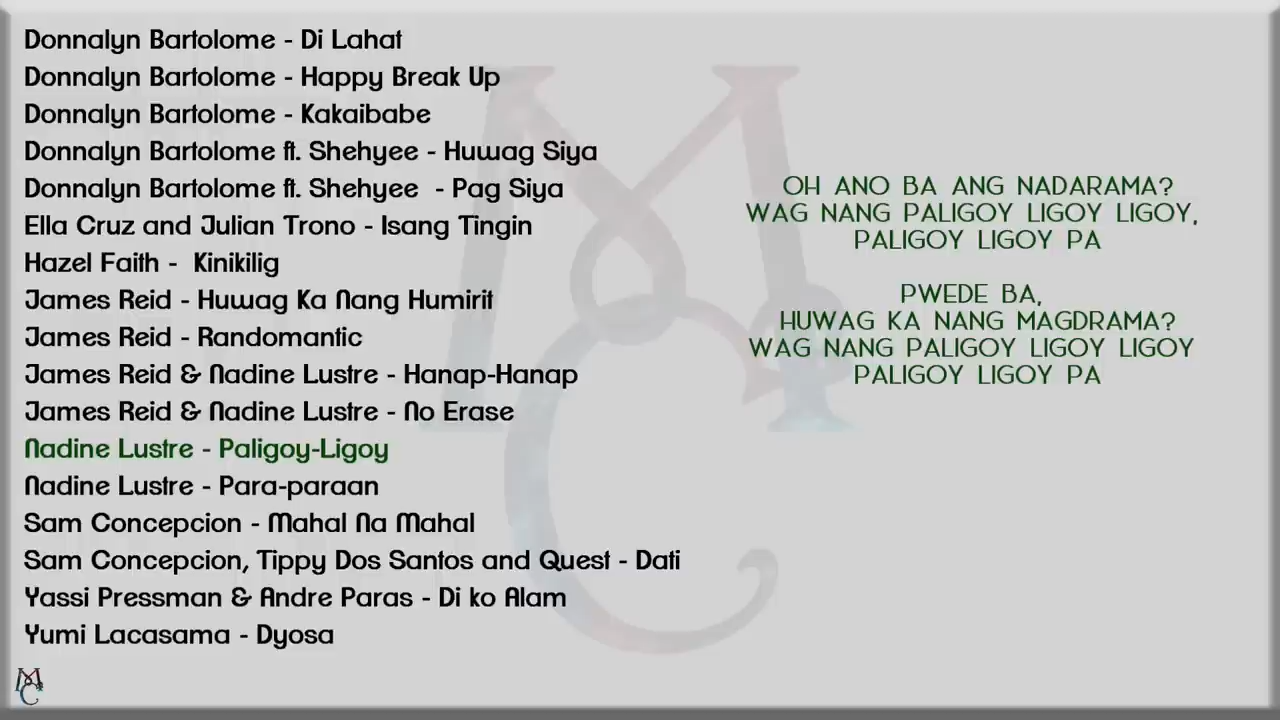 Donnalyn Bartolome - Di Lahat
Donnalyn Bartolome - Happy Break Up
Donnalyn Bartolome - Kakaibabe
Donnalyn Bartolome ft. Shehyee - Huwag Siya
Donnalyn Bartolome ft. Shehyee  - Pag Siya
Ella Cruz and Julian Trono - Isang Tingin
Hazel Faith -  Kinikilig
James Reid - Huwag Ka Nang Humirit
James Reid - Randomantic
James Reid & Nadine Lustre - Hanap-Hanap
James Reid & Nadine Lustre - No Erase
Nadine Lustre - Paligoy-Ligoy
Nadine Lustre - Para-paraan
Sam Concepcion - Mahal Na Mahal
Sam Concepcion, Tippy Dos Santos and Quest - Dati
Yassi Pressman & Andre Paras - Di ko Alam
Yumi Lacasama - Dyosa
OH ANO BA ANG NADARAMA?
WAG NANG PALIGOY LIGOY LIGOY,
PALIGOY LIGOY PA
PWEDE BA,
HUWAG KA NANG MAGDRAMA?
WAG NANG PALIGOY LIGOY LIGOY
PALIGOY LIGOY PA
MC